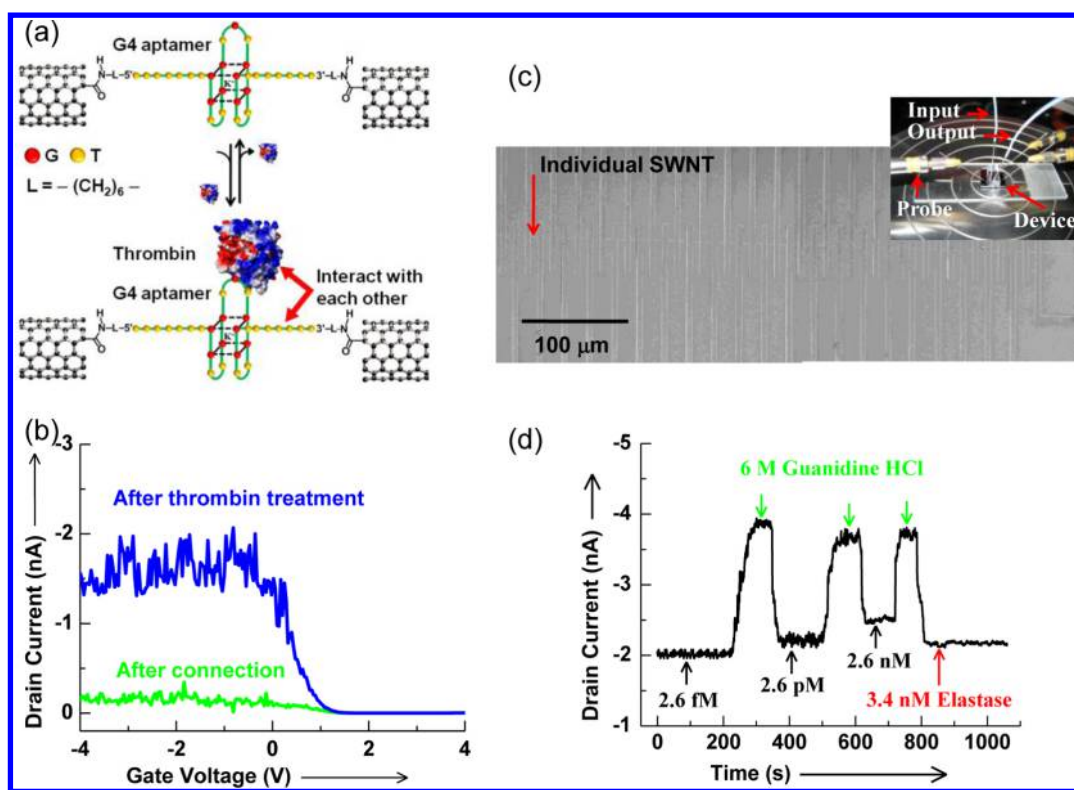 (a)
G4 aptamer
H
N-L-5'
3'-L-N
H
O
K⁺
O
G T
L = – (CH₂)₆ –
Thrombin
G4 aptamer
Interact with
each other
H
N-L-5'
3'-L-N
H
O
K⁺
O
(b)
-3
-2
-1
0
Drain Current (nA)
After thrombin treatment
After connection
-4
-2
0
2
4
Gate Voltage (V)
(c)
Individual SWNT
100 μm
Input
Output
Probe
Device
(d)
-5
-4
-3
-2
-1
Drain Current (nA)
6 M Guanidine HCl
2.6 fM
2.6 pM
2.6 nM
3.4 nM Elastase
0
200
400
600
800
1000
Time (s)